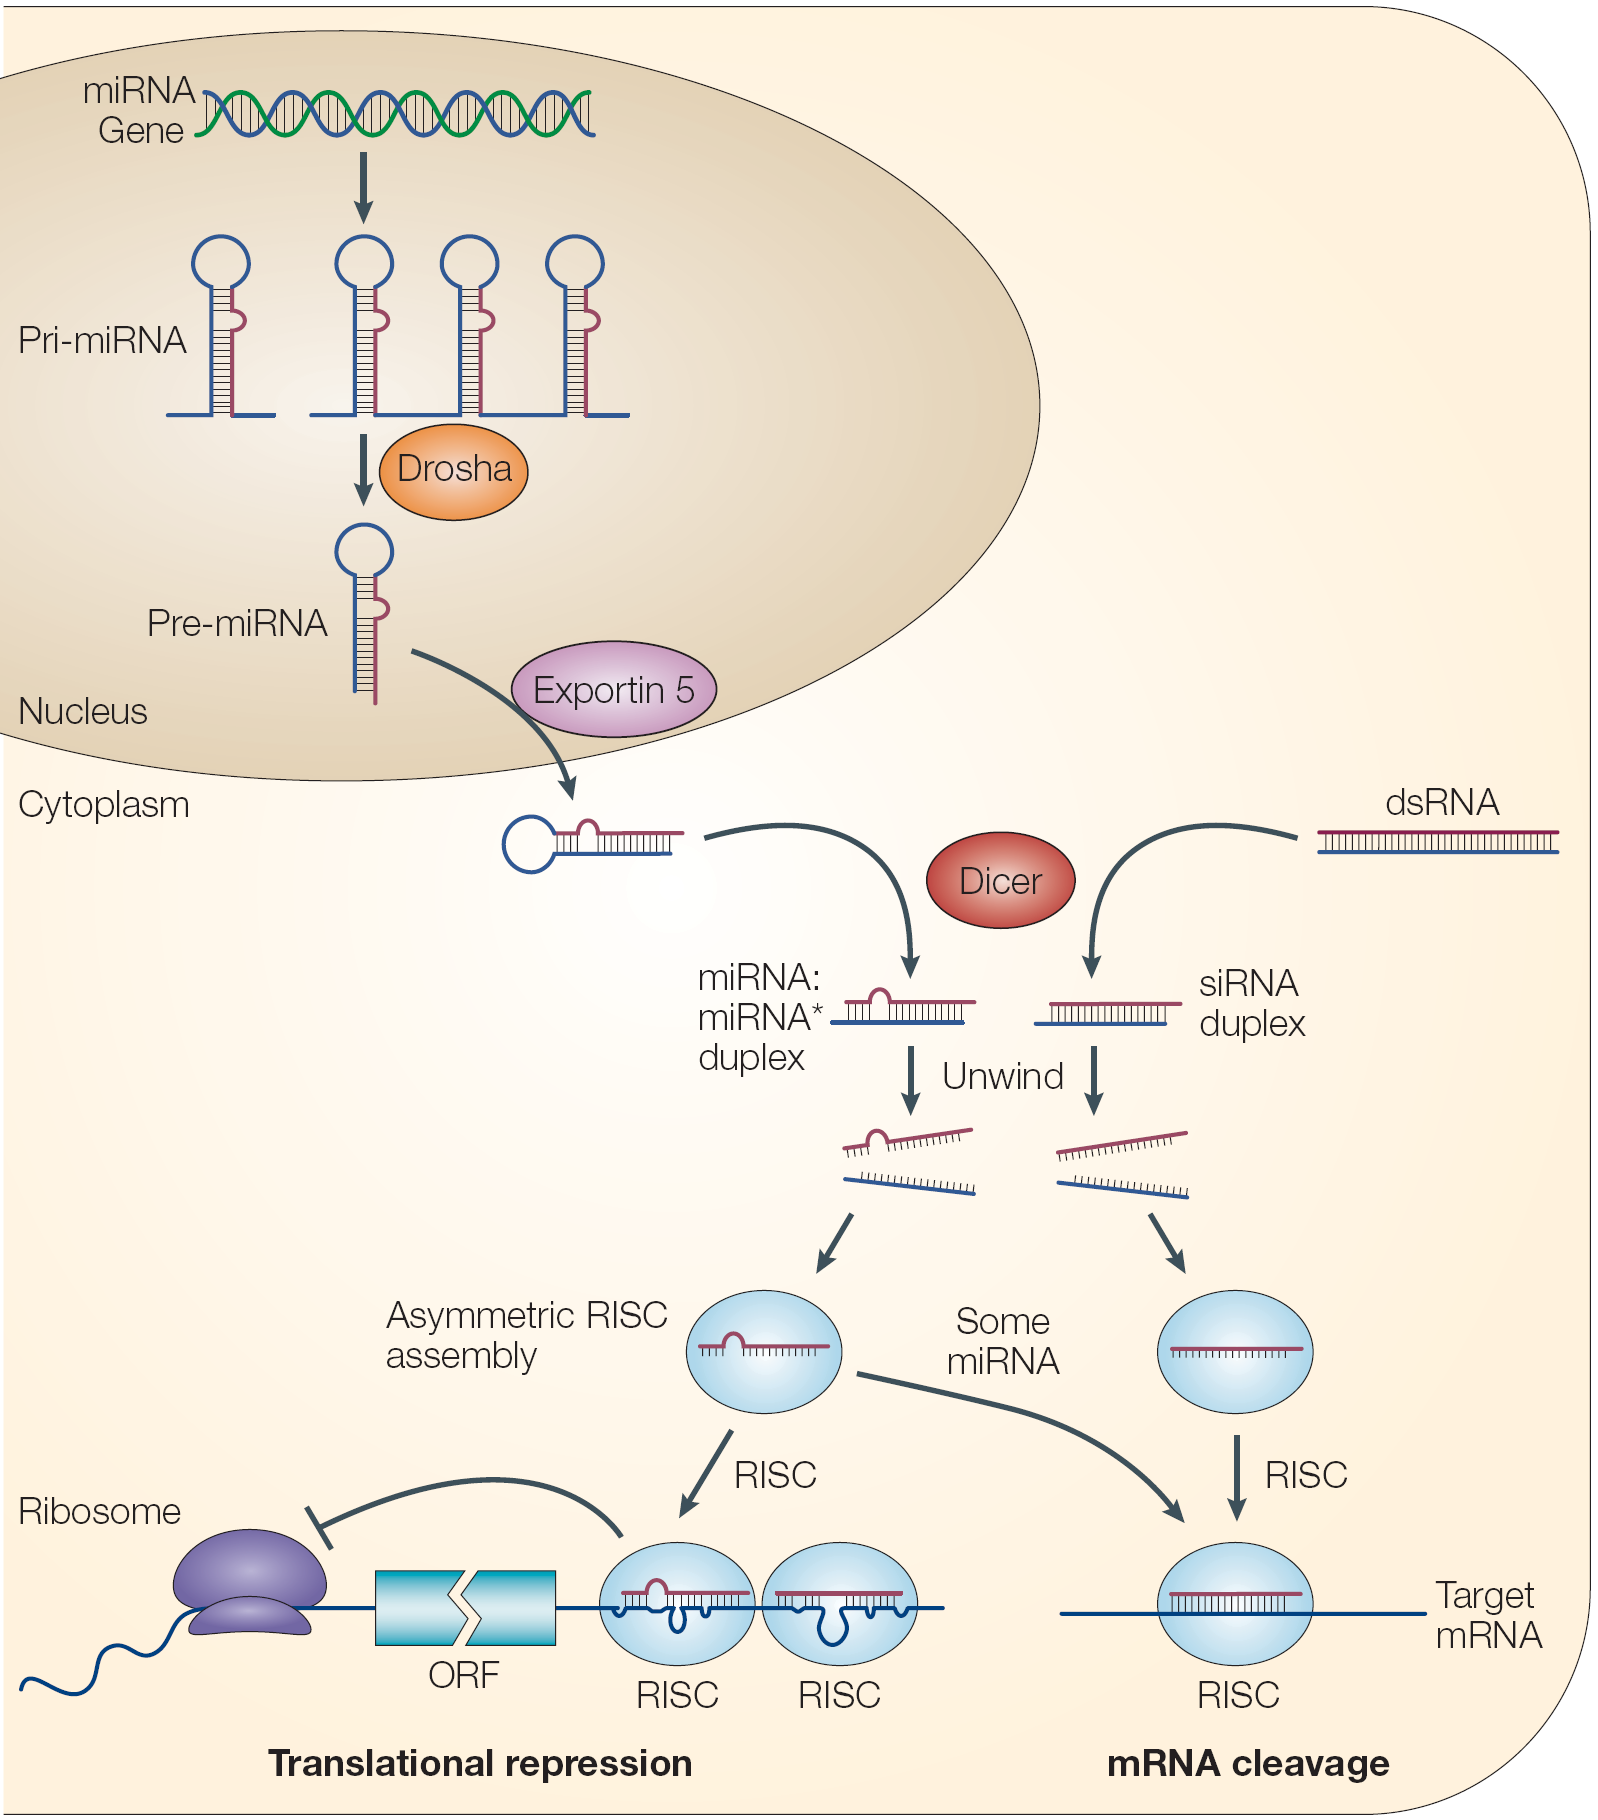 miRNA
Gene
Pri-miRNA
Drosha
Pre-miRNA
Exportin 5
Nucleus
Cytoplasm
dsRNA
Dicer
miRNA:
miRNA*
duplex
siRNA
duplex
Unwind
Asymmetric RISC
assembly
Some
miRNA
RISC
RISC
Ribosome
Target
mRNA
ORF
RISC
RISC
RISC
Translational repression
mRNA cleavage